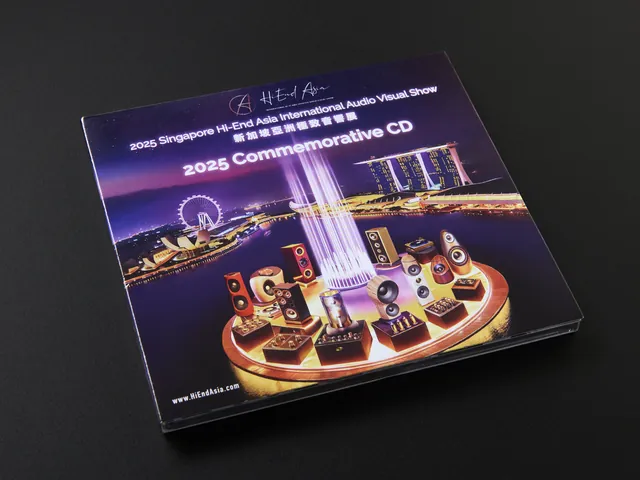 Hi-End Asia
2025 Singapore Hi-End Asia International Audio Visual Show
新加坡亞洲極致音響展
2025 Commemorative CD
www.HiEndAsia.com